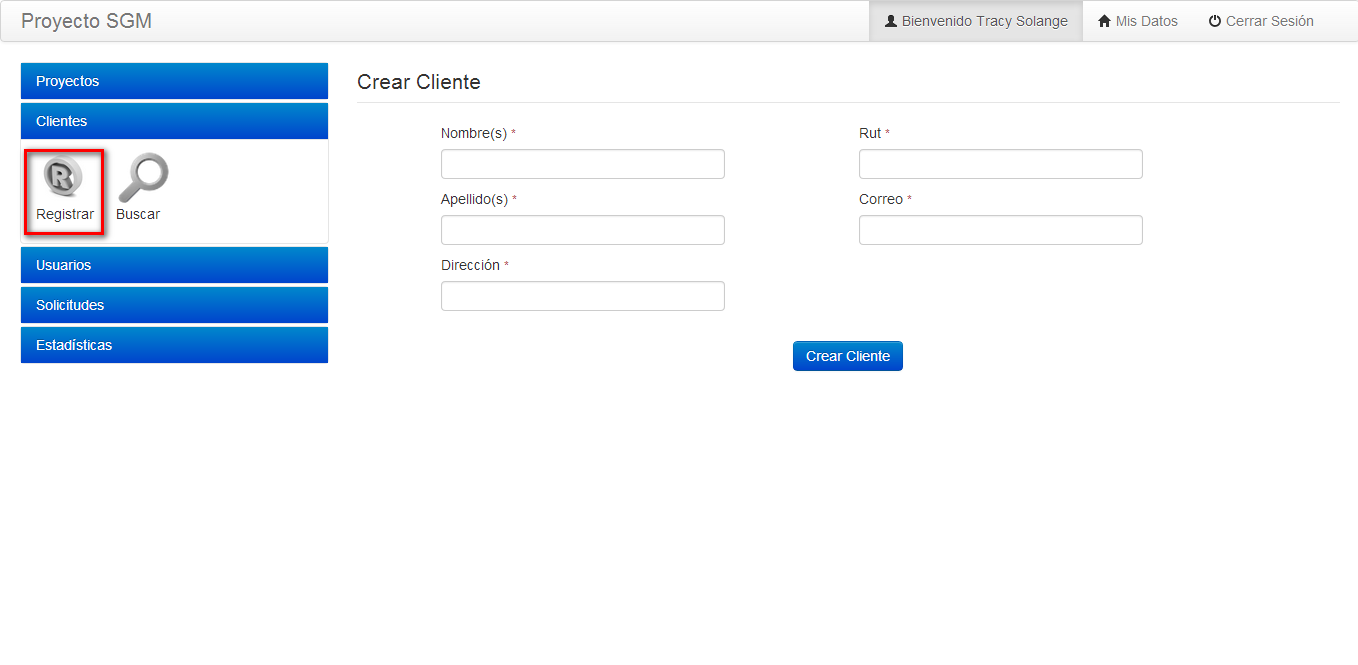 Proyecto SGM
Bienvenido Tracy Solange
Mis Datos
Cerrar Sesión
Proyectos
Clientes
R
Registrar
Buscar
Usuarios
Solicitudes
Estadísticas
Crear Cliente
Nombre(s) *
Rut *
Apellido(s) *
Correo *
Dirección *
Crear Cliente